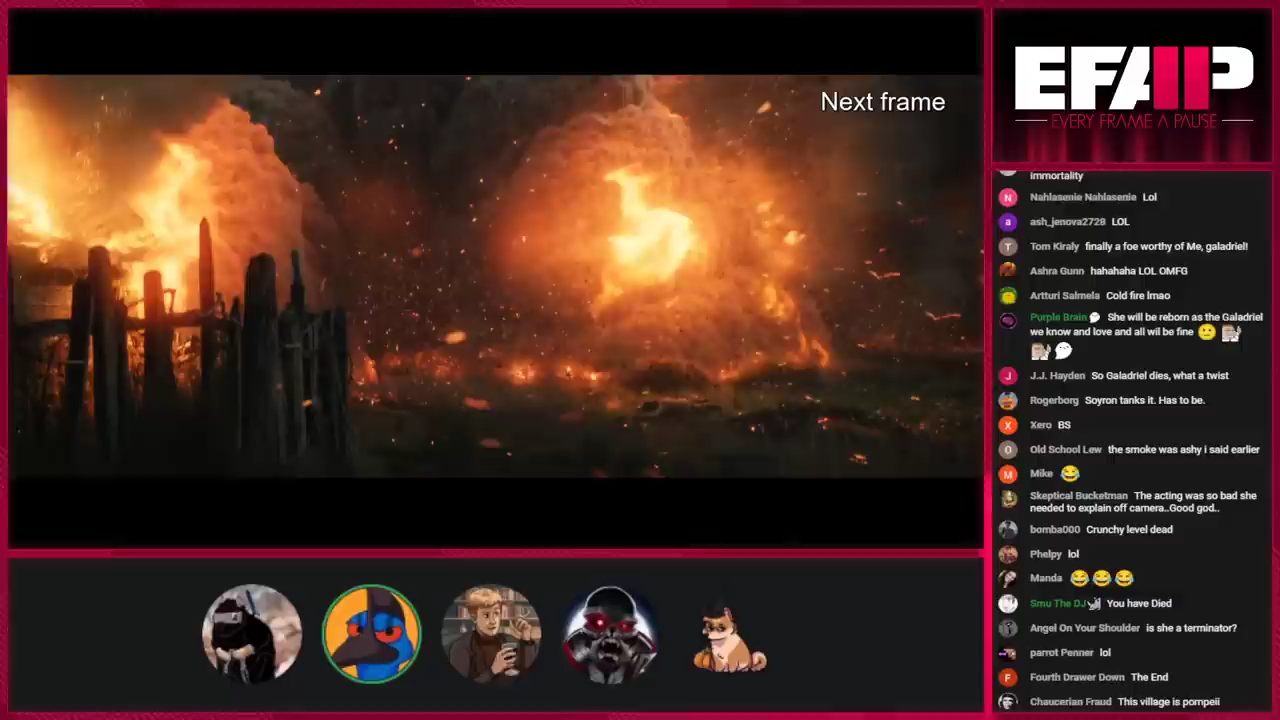 Next frame
EFAP
EVERY FRAME A PAUSE
immortality
Nahlasenie Nahlasenie Lol
ash_jenova2728 LOL
Tom Kiraly finally a foe worthy of Me, galadriel!
Ashra Gunn hahahaha LOL OMFG
Artturi Salmela Cold fire lmao
Purple Brain She will be reborn as the Galadriel
we know and love and all wil be fine
J.J. Hayden So Galadriel dies, what a twist
Rogerborg Soyron tanks it. Has to be.
Xero BS
Old School Lew the smoke was ashy i said earlier
Mike
Skeptical Bucketman The acting was so bad she
needed to explain off camera..Good god..
bomba000 Crunchy level dead
Phelpy lol
Manda
Smu The DJ You have Died
Angel On Your Shoulder is she a terminator?
parrot Penner lol
Fourth Drawer Down The End
Chaucerian Fraud This village is pompeii
N
a
T
J
X
O
M
F